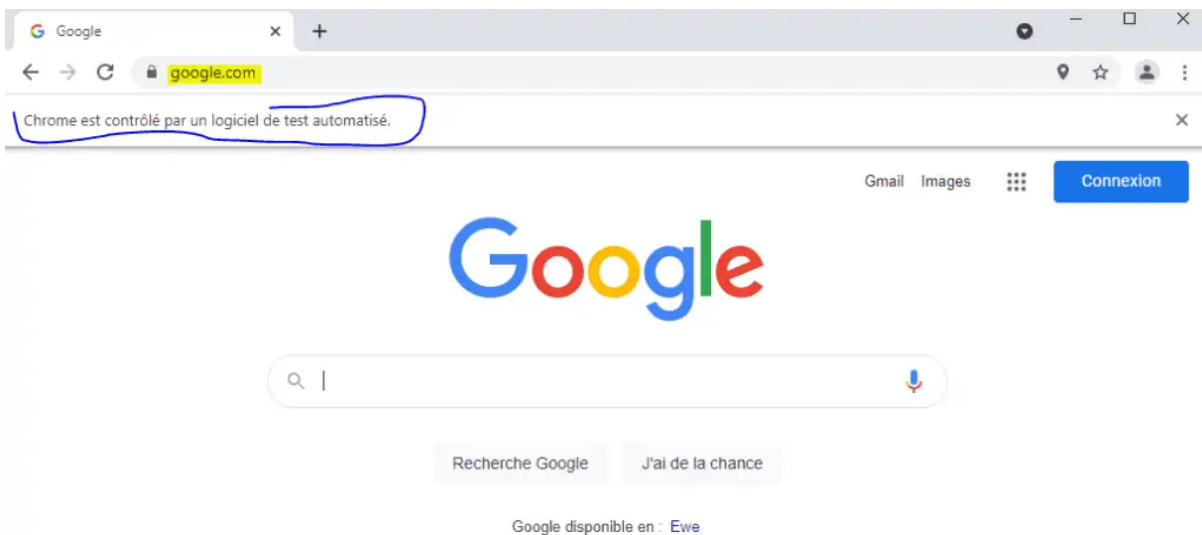 Google
google.com
Chrome est contrôlé par un logiciel de test automatisé.
Gmail Images Connexion
Google
Recherche Google J'ai de la chance
Google disponible en : Ewe